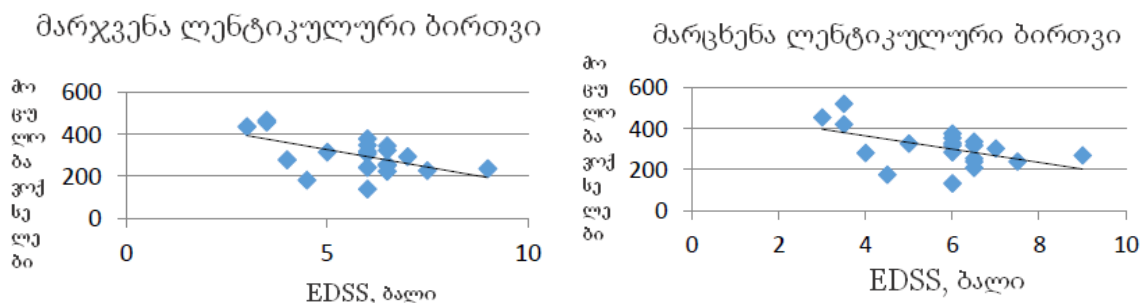 მარჯვენა ლენტიკულური ბირთვი
მო
ცუ
ლო
ბა
ვოქ
სე
ლე
ბი
600
400
200
0
0 5 10
EDSS, ბალი
მარცხენა ლენტიკულური ბირთვი
მო
ცუ
ლო
ბა
ვოქ
სე
ლე
ბი
600
400
200
0
0 2 4 6 8 10
EDSS, ბალი